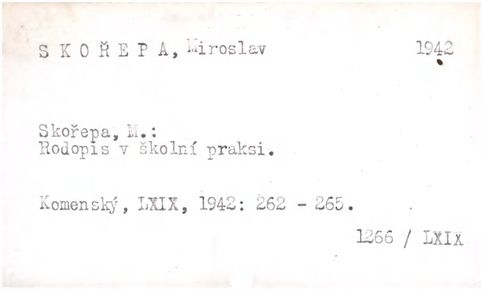 S K O Ř E P A, Miroslav 1942
Skořepa, M.:
Rodopis v školní praksi.
Komenský, LXIX, 1942: 262 - 265.
1266 / LXIX